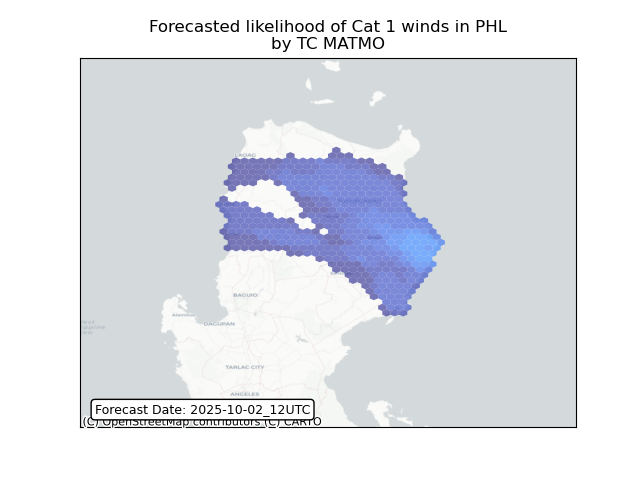 Forecasted likelihood of Cat 1 winds in PHL
by TC MATMO
LAOAG
BAGUIO
DAGUPAN
TARLAC CITY
ANGELES
Forecast Date: 2025-10-02_12UTC
(C) OpenStreetMap contributors (C) CARTO